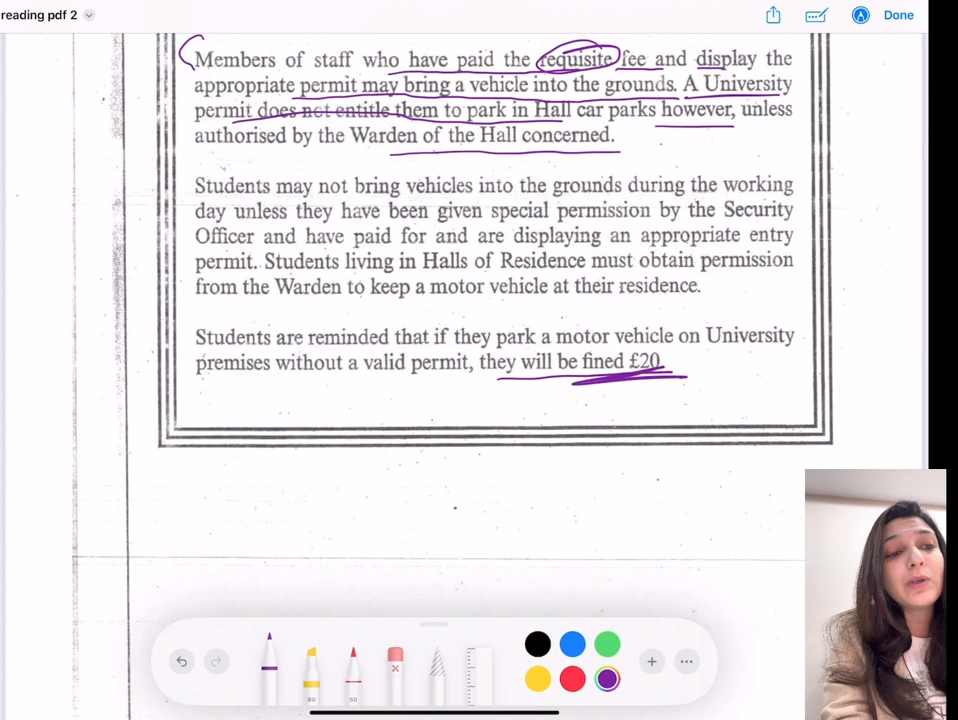 reading pdf 2
Done
Members of staff who have paid the requisite fee and display the
appropriate permit may bring a vehicle into the grounds. A University
permit does not entitle them to park in Hall car parks however, unless
authorised by the Warden of the Hall concerned.
Students may not bring vehicles into the grounds during the working
day unless they have been given special permission by the Security
Officer and have paid for and are displaying an appropriate entry
permit. Students living in Halls of Residence must obtain permission
from the Warden to keep a motor vehicle at their residence.
Students are reminded that if they park a motor vehicle on University
premises without a valid permit, they will be fined £20.
80
50